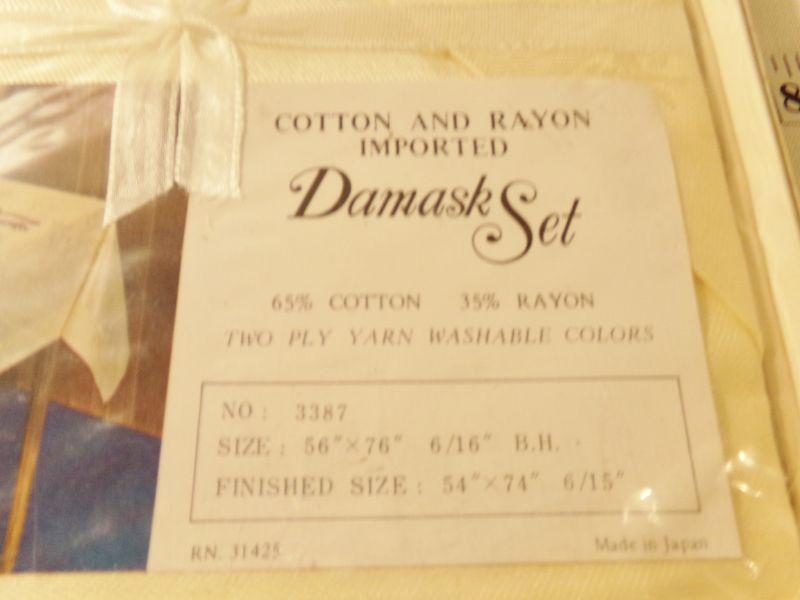 COTTON AND RAYON
IMPORTED
Damask Set
65% COTTON 35% RAYON
TWO PLY YARN WASHABLE COLORS
NO : 3387
SIZE : 56"×76" 6/16" B.H.
FINISHED SIZE : 54"×74" 6/15"
RN. 31425 Made in Japan